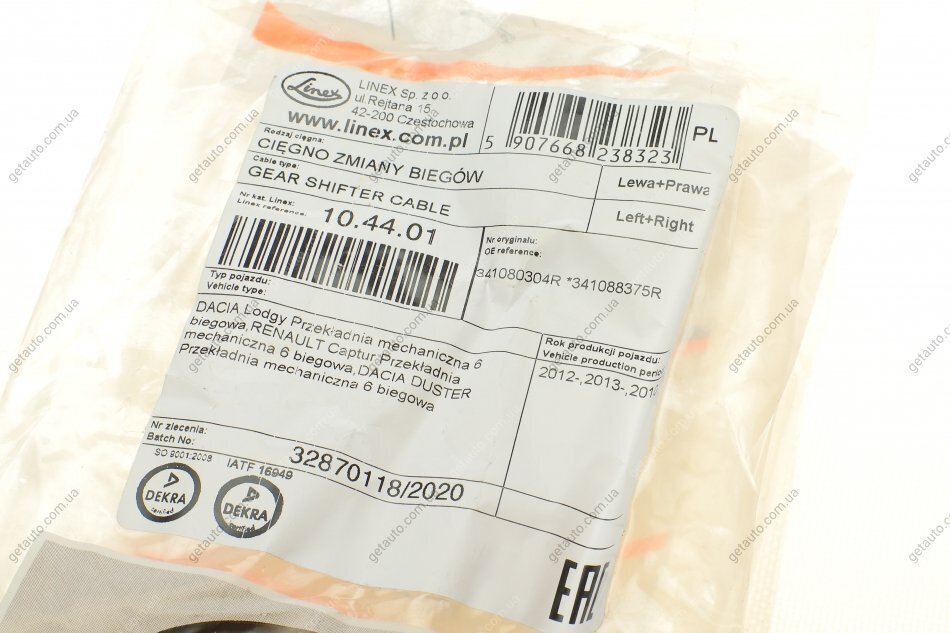 Linex
LINEX Sp. z o.o.
ul. Rejtana 15
42-200 Częstochowa
www.linex.com.pl
5 907668 238323
PL
Rodzaj cięgna:
CIĘGNO ZMIANY BIEGÓW
Lewa+Prawa
Cable type:
GEAR SHIFTER CABLE
Left+Right
Nr kat. Linex:
Linex reference:
10.44.01
Nr oryginału:
OE reference:
341080304R *341088375R
Typ pojazdu:
Vehicle type:
DACIA Lodgy Przekładnia mechaniczna 6
biegowa,RENAULT Captur Przekładnia
mechaniczna 6 biegowa,DACIA DUSTER
Przekładnia mechaniczna 6 biegowa
Rok produkcji pojazdu:
Vehicle production
2012-,2013-,201
Nr zlecenia:
Batch No:
32870118/2020
ISO 9001:2008
IATF 16949
DEKRA
certified
DEKRA
certified
EAC
getauto.com.ua